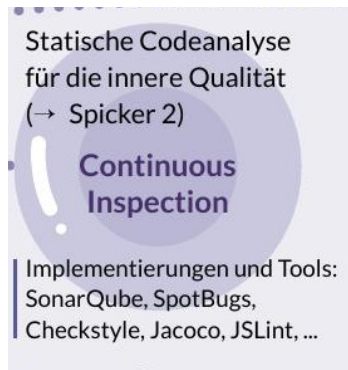 Statische Codeanalyse
für die innere Qualität
(→ Spicker 2)
Continuous
Inspection
Implementierungen und Tools:
SonarQube, SpotBugs,
Checkstyle, Jacoco, JSLint, ...